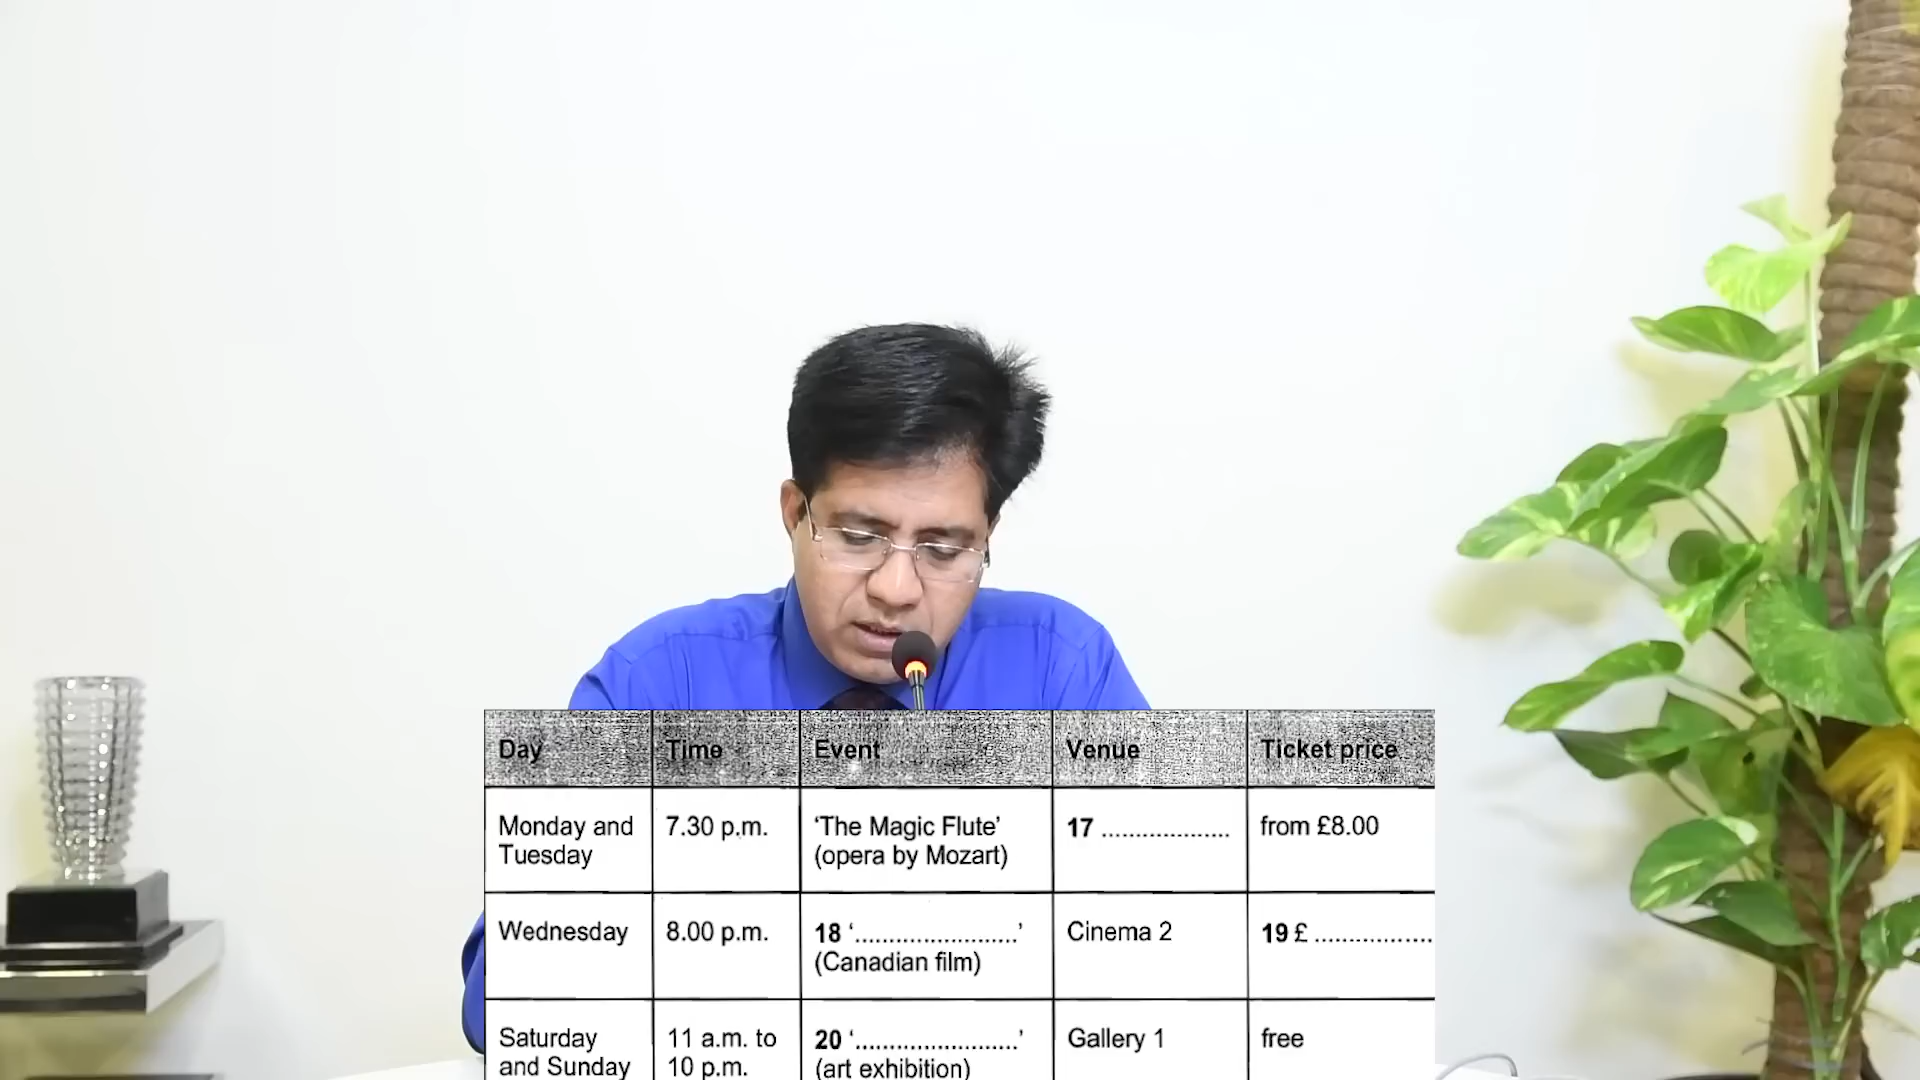 Day Time Event Venue Ticket price
Monday and Tuesday 7.30 p.m. ‘The Magic Flute’ (opera by Mozart) 17 ................... from £8.00
Wednesday 8.00 p.m. 18 ‘........................’ (Canadian film) Cinema 2 19 £ .................
Saturday and Sunday 11 a.m. to 10 p.m. 20 ‘........................’ (art exhibition) Gallery 1 free